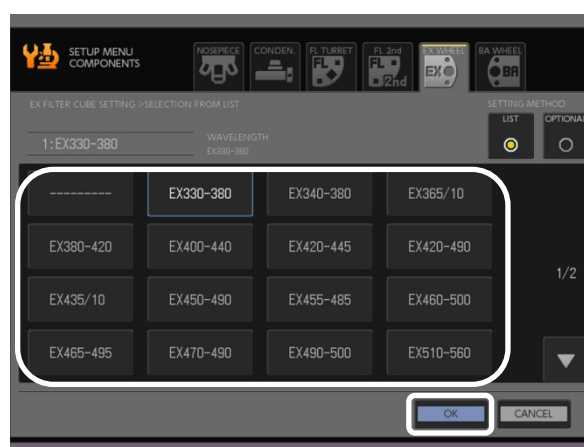 SETUP MENU
COMPONENTS
NOSEPIECE
CONDEN.
FL TURRET
FL 2nd
EX WHEEL
BA WHEEL
FL
FL
2nd
EX
BA
EX FILTER CUBE SETTING >SELECTION FROM LIST
SETTING METHOD
LIST
OPTIONAL
1:EX330-380
WAVELENGTH
EX330-380
---------
EX330-380
EX340-380
EX365/10
EX380-420
EX400-440
EX420-445
EX420-490
EX435/10
EX450-490
EX455-485
EX460-500
EX465-495
EX470-490
EX490-500
EX510-560
1/2
OK
CANCEL